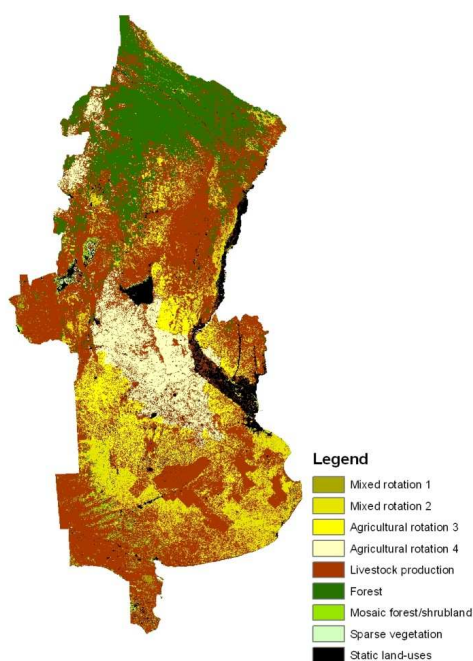 Legend
Mixed rotation 1
Mixed rotation 2
Agricultural rotation 3
Agricultural rotation 4
Livestock production
Forest
Mosaic forest/shrubland
Sparse vegetation
Static land-uses